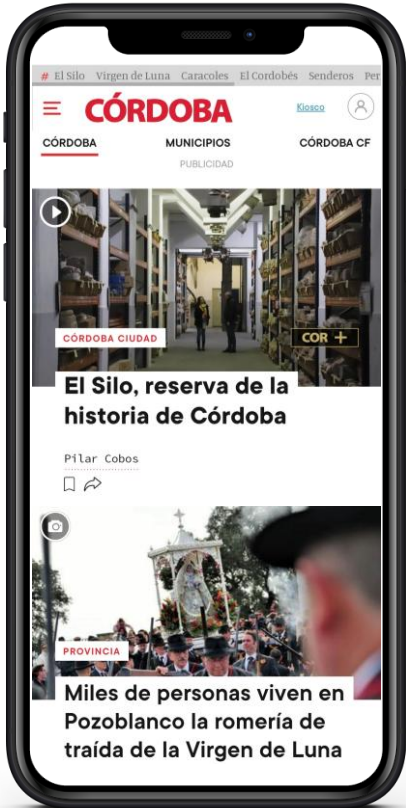 # El Silo Virgen de Luna Caracoles El Cordobés Senderos Per
CÓRDOBA
Kiosco
CÓRDOBA MUNICIPIOS CÓRDOBA CF
PUBLICIDAD
CÓRDOBA CIUDAD
COR +
El Silo, reserva de la
historia de Córdoba
Pilar Cobos
PROVINCIA
Miles de personas viven en
Pozoblanco la romería de
traída de la Virgen de Luna